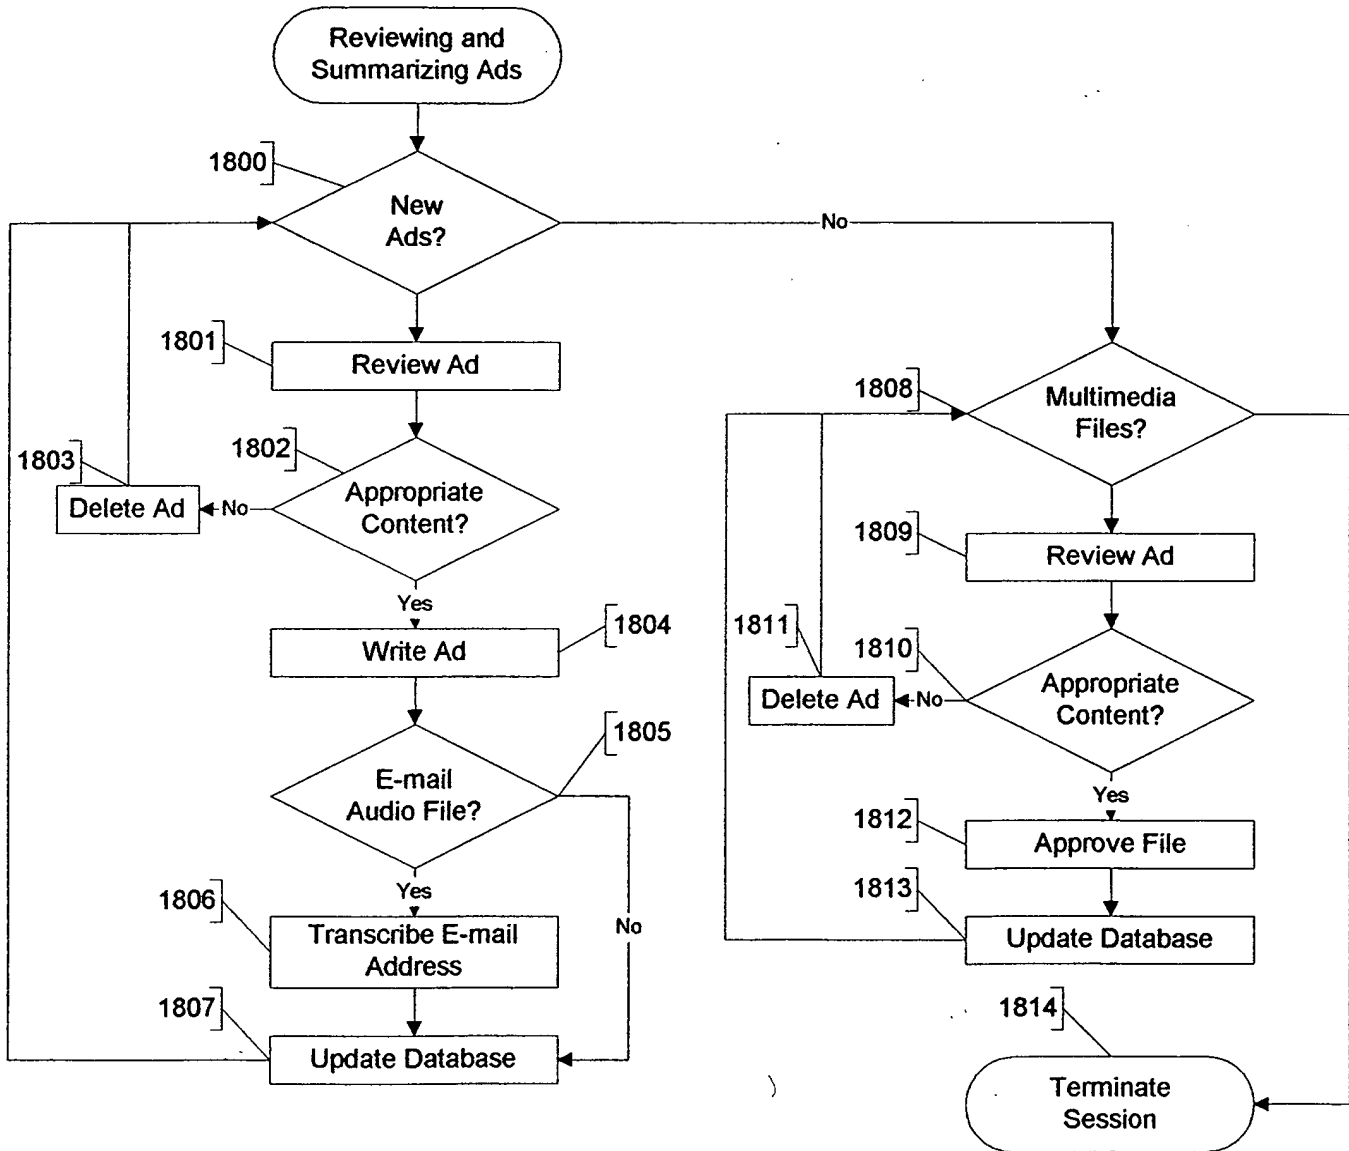 Reviewing and
Summarizing Ads
1800
New
Ads?
No
1801
Review Ad
1802
Appropriate
Content?
No
1803
Delete Ad
Yes
1804
Write Ad
1805
E-mail
Audio File?
Yes
No
1806
Transcribe E-mail
Address
1807
Update Database
1808
Multimedia
Files?
1809
Review Ad
1810
Appropriate
Content?
No
1811
Delete Ad
Yes
1812
Approve File
1813
Update Database
1814
Terminate
Session